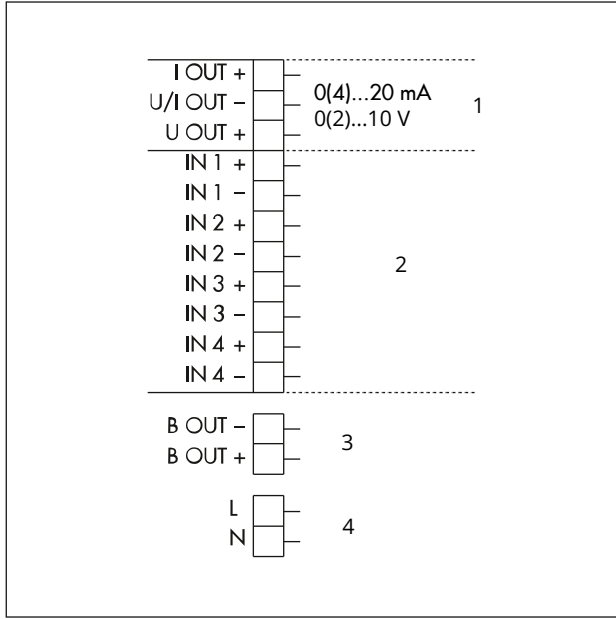 I OUT +
U/I OUT −
U OUT +
0(4)...20 mA
0(2)...10 V
1
IN 1 +
IN 1 −
IN 2 +
IN 2 −
IN 3 +
IN 3 −
IN 4 +
IN 4 −
2
B OUT −
B OUT +
3
L
N
4